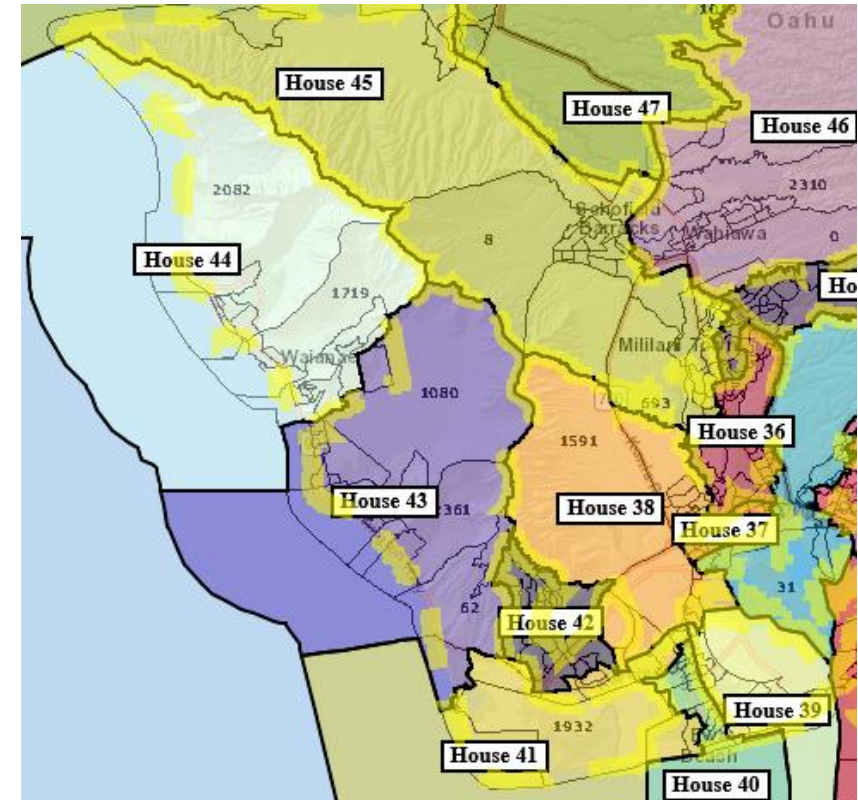 Oahu
House 45
House 47
House 46
2310
2082
Schofield
Barracks
Wahiawa
0
8
House 44
Ho
1719
Waianae
Mililani Town
1080
693
House 36
1591
House 43
2361
House 38
House 37
31
62
House 42
House 39
1932
Beach
House 41
House 40